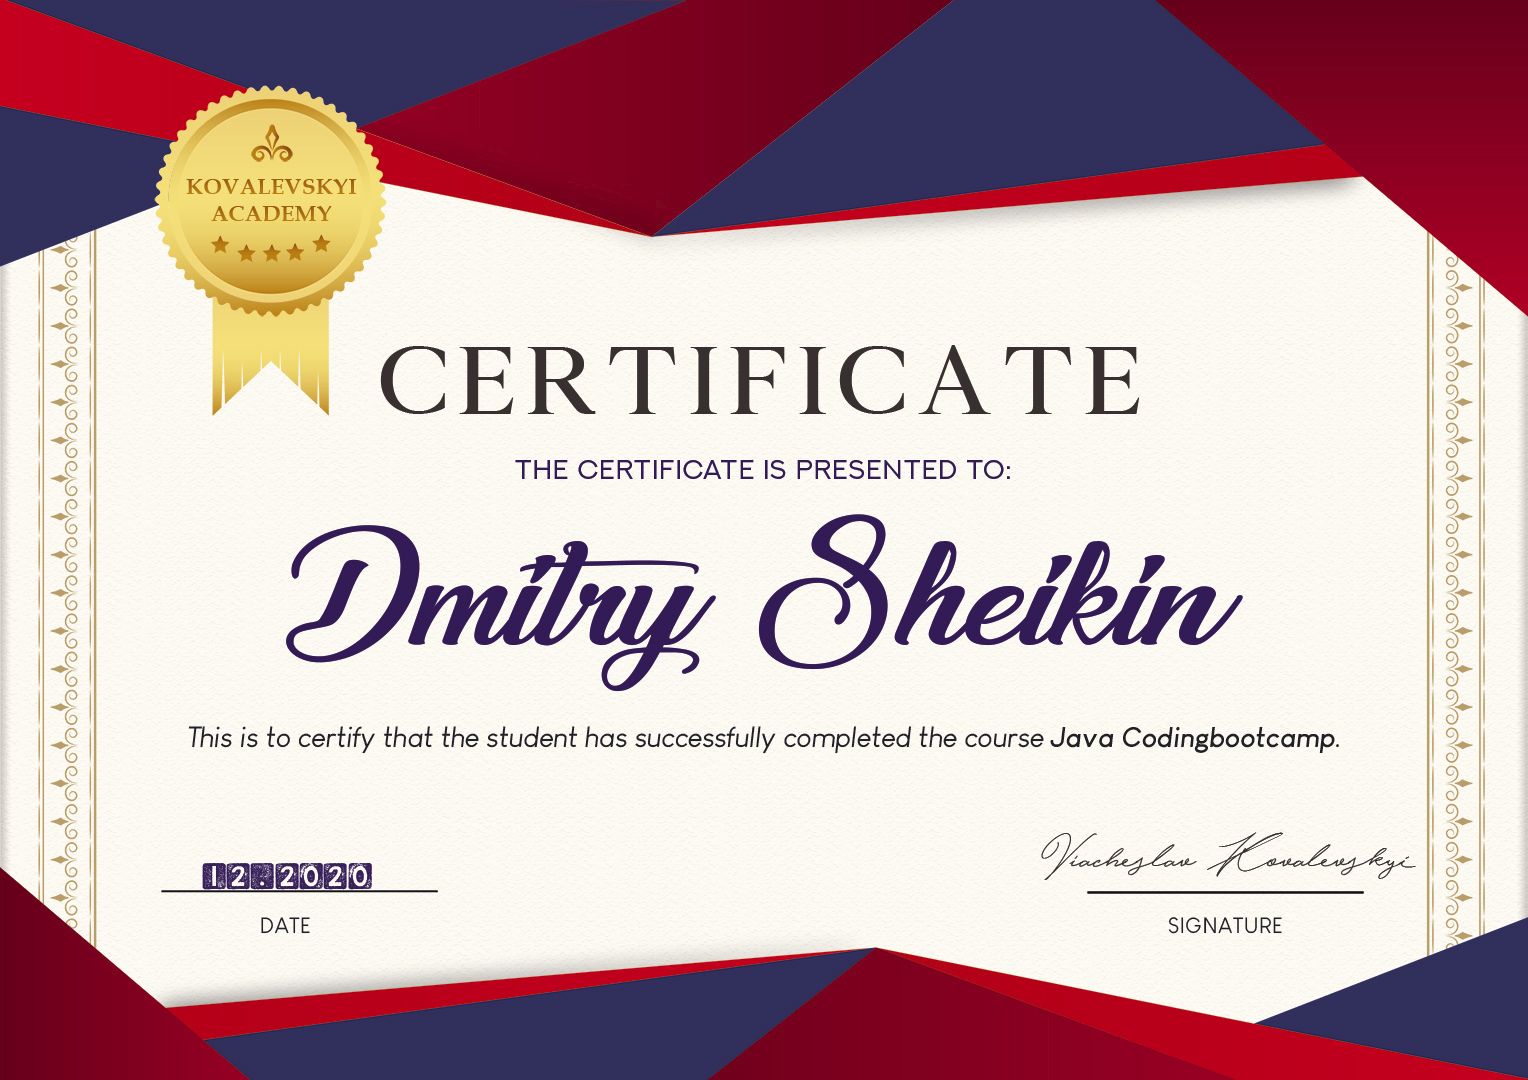 KOVALEVSKYI
ACADEMY
CERTIFICATE
THE CERTIFICATE IS PRESENTED TO:
Dmitry Sheikin
This is to certify that the student has successfully completed the course Java Codingbootcamp.
12.2020
DATE
Viacheslav Kovalevskyi
SIGNATURE